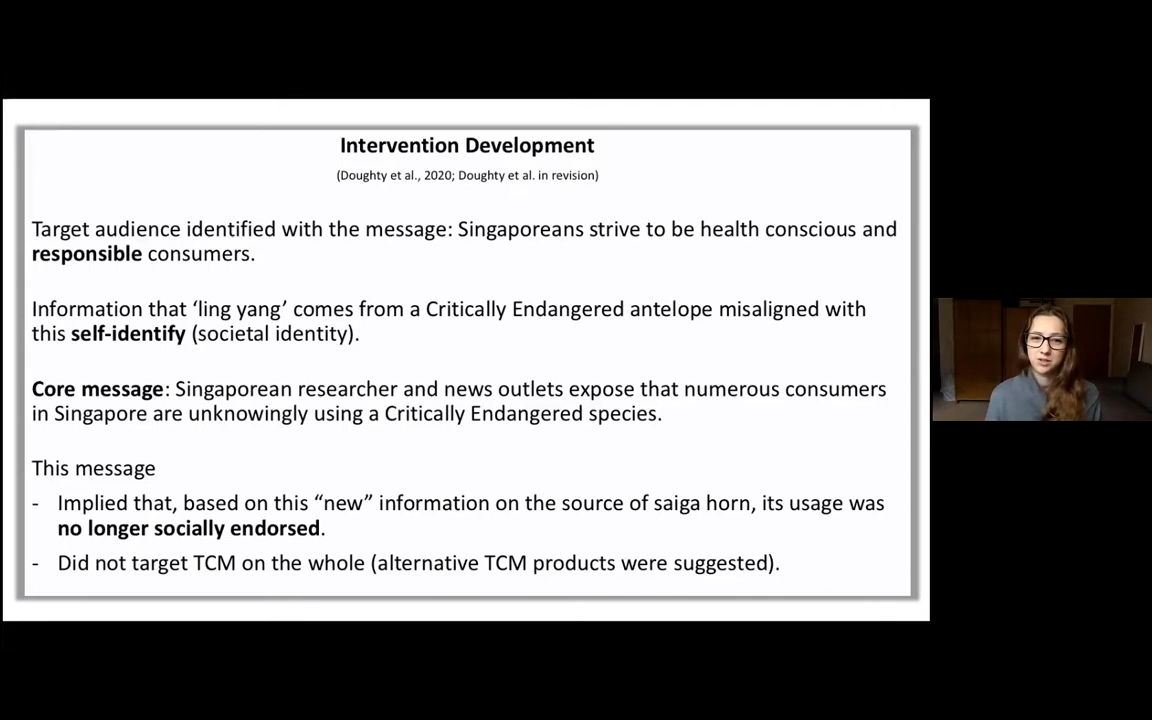 Intervention Development
(Doughty et al., 2020; Doughty et al. in revision)
Target audience identified with the message: Singaporeans strive to be health conscious and
responsible consumers.
Information that ‘ling yang’ comes from a Critically Endangered antelope misaligned with
this self-identify (societal identity).
Core message: Singaporean researcher and news outlets expose that numerous consumers
in Singapore are unknowingly using a Critically Endangered species.
This message
- Implied that, based on this “new” information on the source of saiga horn, its usage was
no longer socially endorsed.
- Did not target TCM on the whole (alternative TCM products were suggested).